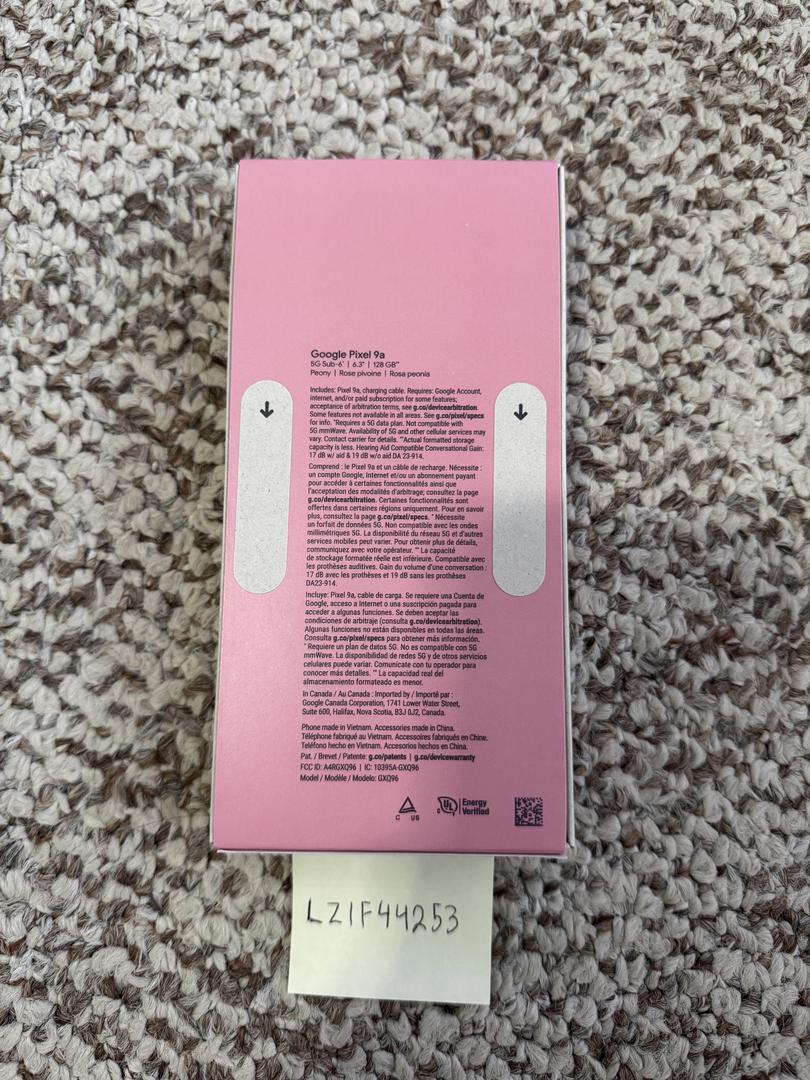 Google Pixel 9a
5G Sub-6* | 6.3" | 128 GB**
Peony | Rose pivoine | Rosa peonia
Includes: Pixel 9a, charging cable. Requires: Google Account,
internet, and/or paid subscription for some features;
acceptance of arbitration terms, see g.co/devicearbitration.
Some features not available in all areas. See g.co/pixel/specs
for info. *Requires a 5G data plan. Not compatible with
5G mmWave. Availability of 5G and other cellular services may
vary. Contact carrier for details. **Actual formatted storage
capacity is less. Hearing Aid Compatible Conversational Gain:
17 dB w/ aid & 19 dB w/o aid DA 23-914.
Comprend : le Pixel 9a et un câble de recharge. Nécessite :
un compte Google, Internet et/ou un abonnement payant
pour accéder à certaines fonctionnalités ainsi que
l'acceptation des modalités d'arbitrage; consultez la page
g.co/devicearbitration. Certaines fonctionnalités sont
offertes dans certaines régions uniquement. Pour en savoir
plus, consultez la page g.co/pixel/specs. * Nécessite
un forfait de données 5G. Non compatible avec les ondes
millimétriques 5G. La disponibilité du réseau 5G et d'autres
services mobiles peut varier. Pour obtenir plus de détails,
communiquez avec votre opérateur. ** La capacité
de stockage formatée réelle est inférieure. Compatible avec
les prothèses auditives. Gain du volume d'une conversation :
17 dB avec les prothèses et 19 dB sans les prothèses
DA23-914.
Incluye: Pixel 9a, cable de carga. Se requiere una Cuenta de
Google, acceso a Internet o una suscripción pagada para
acceder a algunas funciones. Se deben aceptar las
condiciones de arbitraje (consulta g.co/devicearbitration).
Algunas funciones no están disponibles en todas las áreas.
Consulta g.co/pixel/specs para obtener más información.
* Requiere un plan de datos 5G. No es compatible con 5G
mmWave. La disponibilidad de redes 5G y de otros servicios
celulares puede variar. Comunícate con tu operador para
conocer más detalles. ** La capacidad real del
almacenamiento formateado es menor.
In Canada / Au Canada : Imported by / Importé par :
Google Canada Corporation, 1741 Lower Water Street,
Suite 600, Halifax, Nova Scotia, B3J 0J2, Canada.
Phone made in Vietnam. Accessories made in China.
Téléphone fabriqué au Vietnam. Accessoires fabriqués en Chine.
Teléfono hecho en Vietnam. Accesorios hechos en China.
Pat. / Brevet / Patente: g.co/patents | g.co/devicewarranty
FCC ID: A4RGXQ96 | IC: 10395A-GXQ96
Model / Modèle / Modelo: GXQ96
C US
C UL Energy
Verified
LZ1F44253